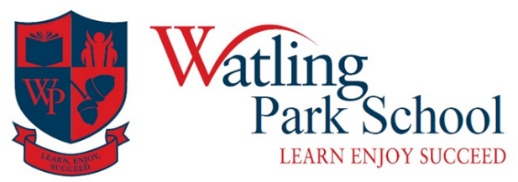 WP
LEARN, ENJOY,
SUCCEED
Watling
Park School
LEARN ENJOY SUCCEED